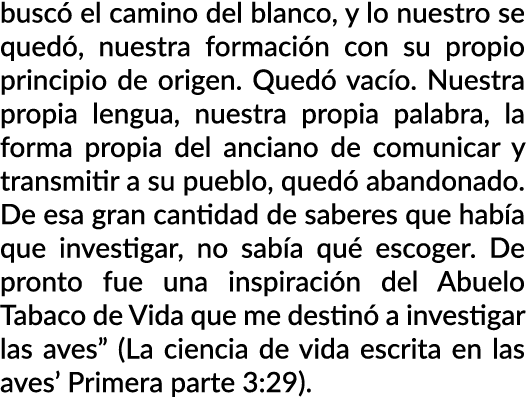 buscó el camino del blanco, y lo nuestro se
quedó, nuestra formación con su propio
principio de origen. Quedó vacío. Nuestra
propia lengua, nuestra propia palabra, la
forma propia del anciano de comunicar y
transmitir a su pueblo, quedó abandonado.
De esa gran cantidad de saberes que había
que investigar, no sabía qué escoger. De
pronto fue una inspiración del Abuelo
Tabaco de Vida que me destinó a investigar
las aves” (La ciencia de vida escrita en las
aves’ Primera parte 3:29).